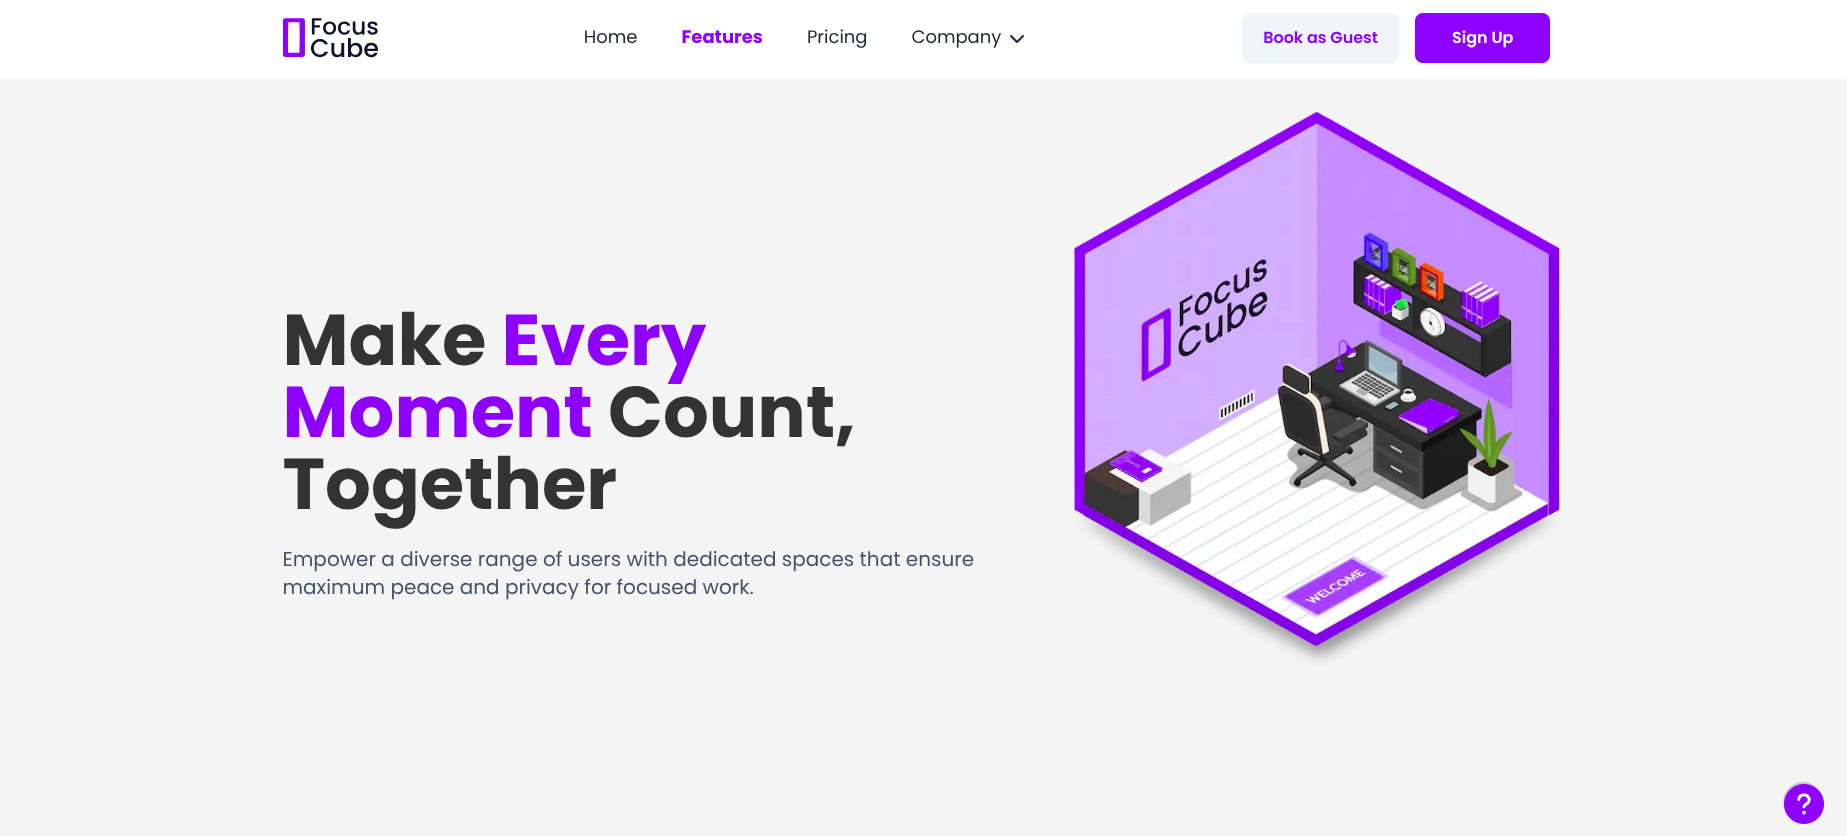 Focus
Cube
Home
Features
Pricing
Company
Book as Guest
Sign Up
Make Every
Moment Count,
Together
Empower a diverse range of users with dedicated spaces that ensure
maximum peace and privacy for focused work.
Focus
Cube
WELCOME
?